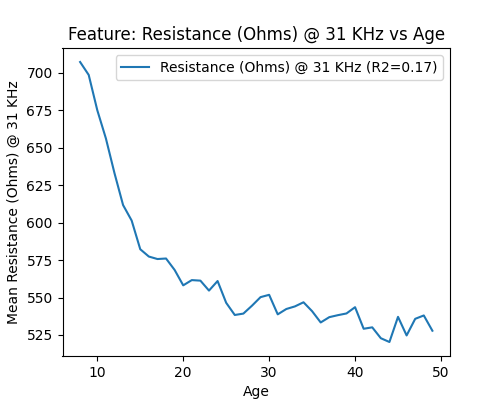 Feature: Resistance (Ohms) @ 31 KHz vs Age
Resistance (Ohms) @ 31 KHz (R2=0.17)
Mean Resistance (Ohms) @ 31 KHz
700
675
650
625
600
575
550
525
10 20 30 40 50
Age